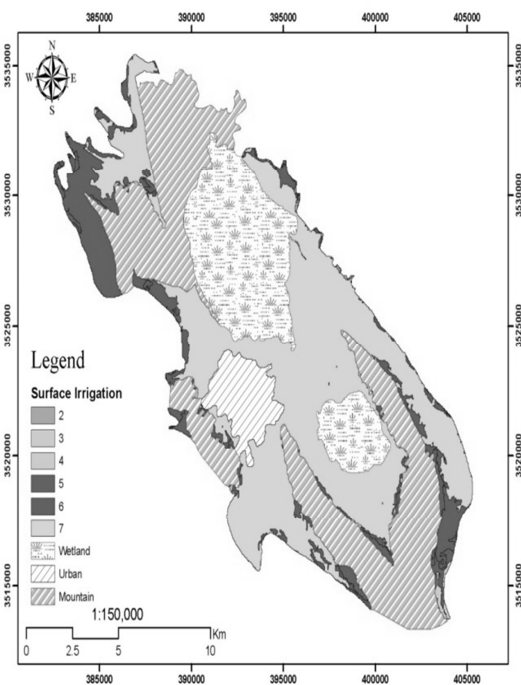 385000 390000 395000 400000 405000
N
W E
S
3535000 3535000
3530000 3530000
3525000 3525000
3520000 3520000
3515000 3515000
Legend
Surface Irrigation
2
3
4
5
6
7
Wetland
Urban
Mountain
1:150,000
Km
0 2.5 5 10
385000 390000 395000 400000 405000